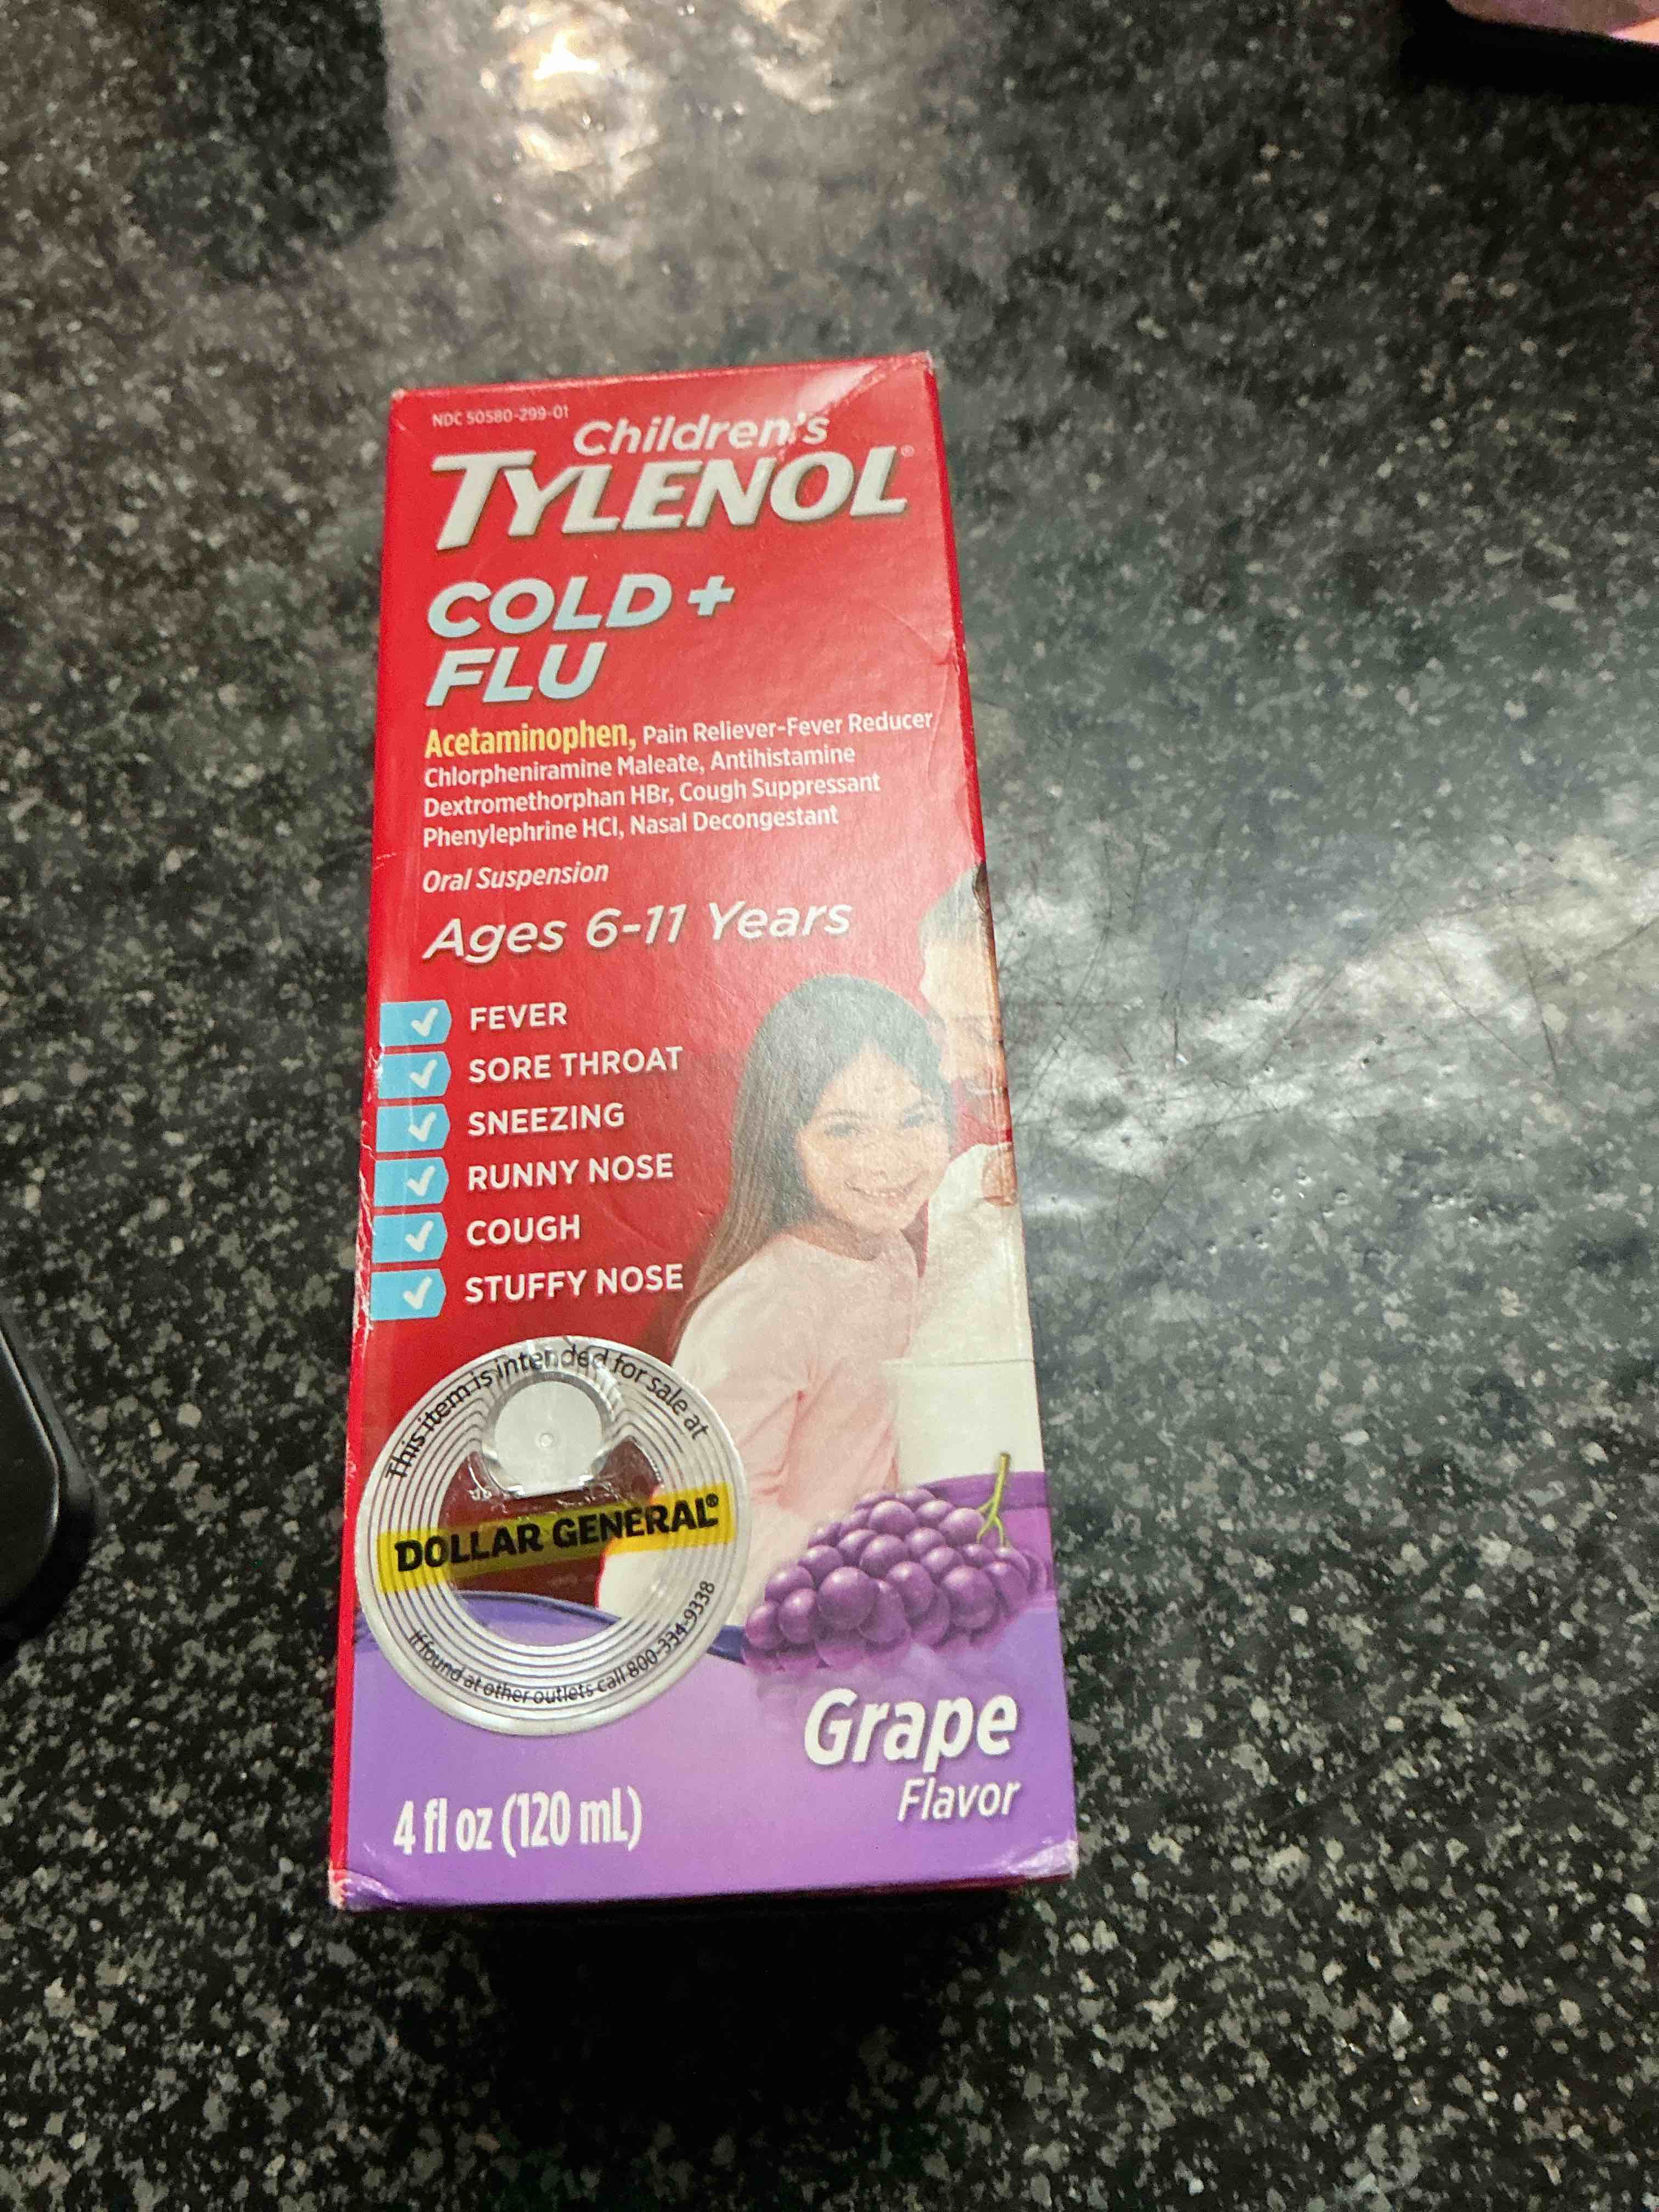 NDC 50580-299-01
Children's
TYLENOL®
COLD +
FLU
Acetaminophen, Pain Reliever-Fever Reducer
Chlorpheniramine Maleate, Antihistamine
Dextromethorphan HBr, Cough Suppressant
Phenylephrine HCl, Nasal Decongestant
Oral Suspension
Ages 6-11 Years
FEVER
SORE THROAT
SNEEZING
RUNNY NOSE
COUGH
STUFFY NOSE
This item is intended for sale at
DOLLAR GENERAL®
If found at other outlets call 800-334-9338
Grape
Flavor
4 fl oz (120 mL)